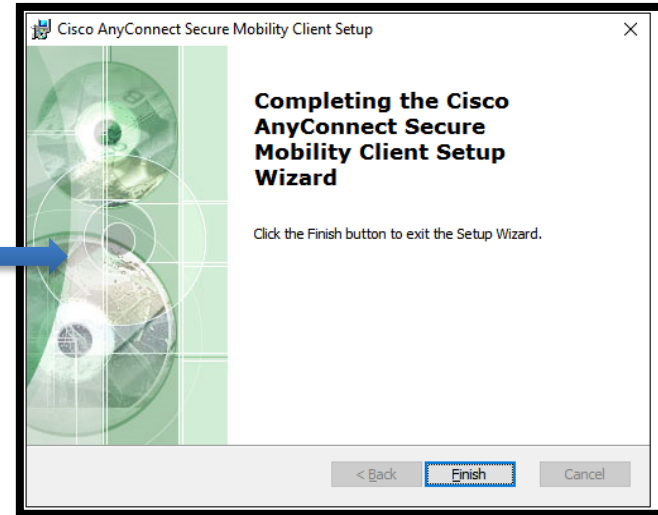 Cisco AnyConnect Secure Mobility Client Setup
Completing the Cisco
AnyConnect Secure
Mobility Client Setup
Wizard
Click the Finish button to exit the Setup Wizard.
< Back Finish Cancel